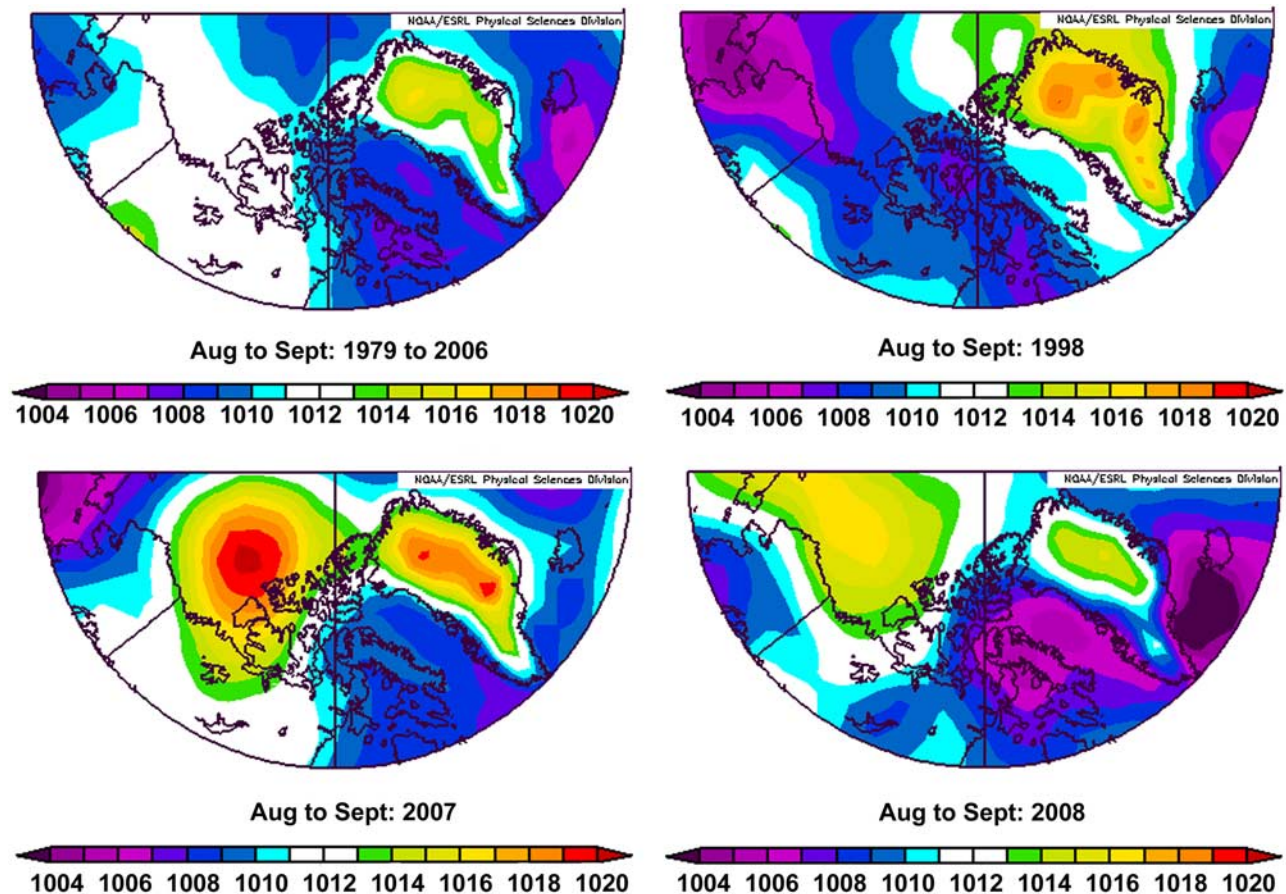 NOAA/ESRL Physical Sciences Division
NOAA/ESRL Physical Sciences Division
Aug to Sept: 1979 to 2006
Aug to Sept: 1998
1004 1006 1008 1010 1012 1014 1016 1018 1020
1004 1006 1008 1010 1012 1014 1016 1018 1020
NOAA/ESRL Physical Sciences Division
NOAA/ESRL Physical Sciences Division
Aug to Sept: 2007
Aug to Sept: 2008
1004 1006 1008 1010 1012 1014 1016 1018 1020
1004 1006 1008 1010 1012 1014 1016 1018 1020